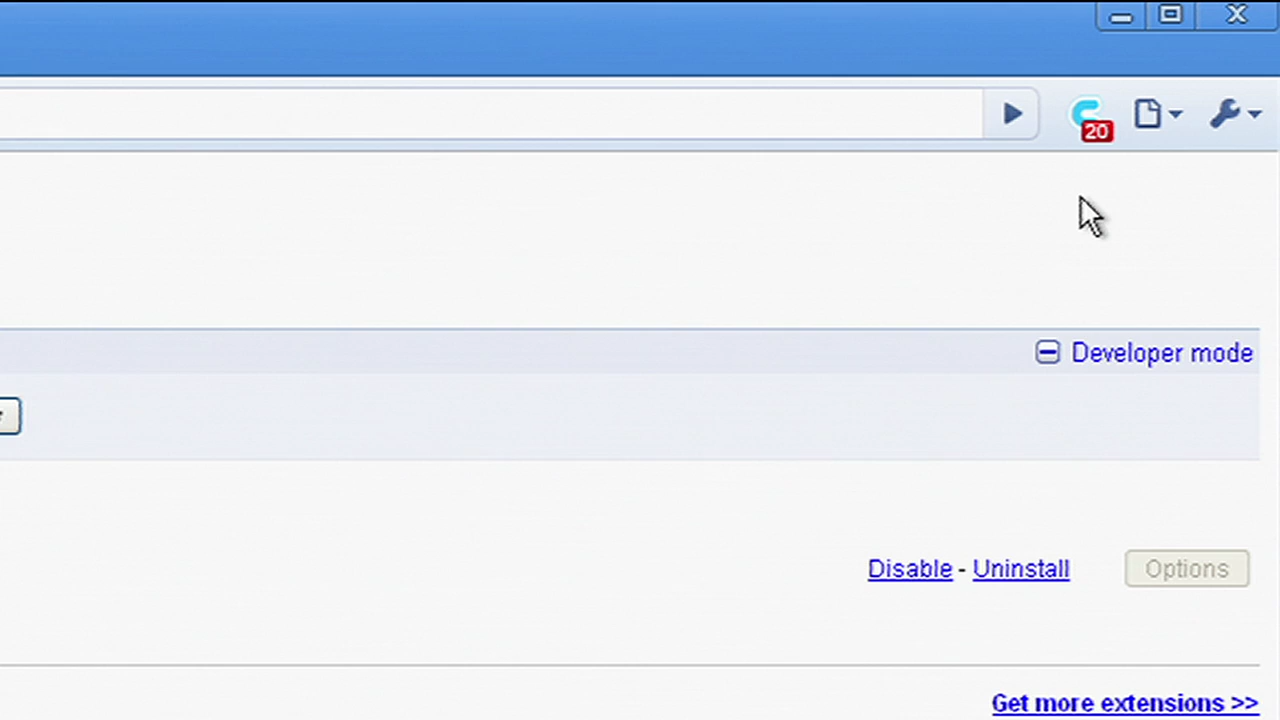 20
Developer mode
Disable - Uninstall
Options
Get more extensions >>